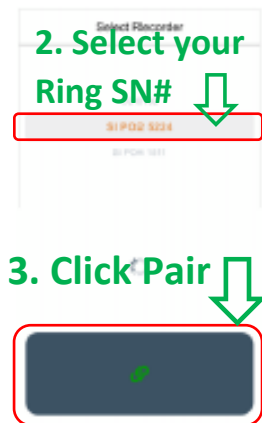 Select Recorder
2. Select your
Ring SN#
SI PO2 5224
3. Click Pair